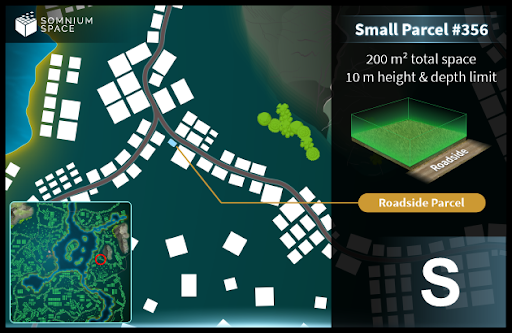 SOMNIUM
SPACE
Small Parcel #356
200 m² total space
10 m height & depth limit
Roadside
Roadside Parcel
S